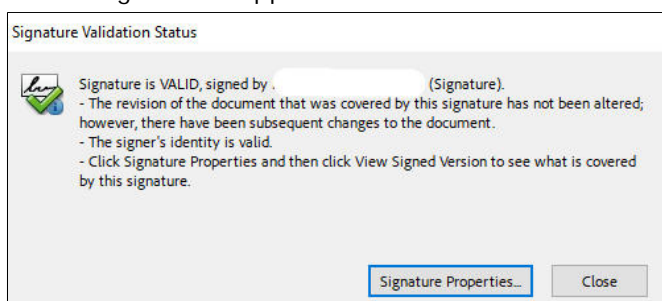 Signature Validation Status
Signature is VALID, signed by . (Signature).
- The revision of the document that was covered by this signature has not been altered;
however, there have been subsequent changes to the document.
- The signer's identity is valid.
- Click Signature Properties and then click View Signed Version to see what is covered
by this signature.
Signature Properties... Close